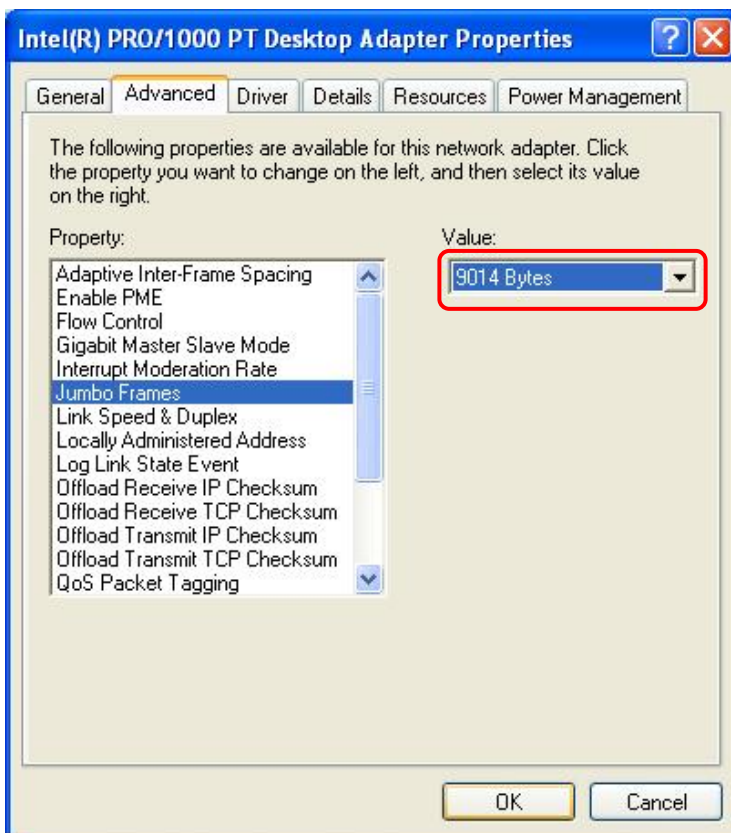 Intel(R) PRO/1000 PT Desktop Adapter Properties
General Advanced Driver Details Resources Power Management
The following properties are available for this network adapter. Click
the property you want to change on the left, and then select its value
on the right.
Property:
Value:
Adaptive Inter-Frame Spacing
Enable PME
Flow Control
Gigabit Master Slave Mode
Interrupt Moderation Rate
Jumbo Frames
Link Speed & Duplex
Locally Administered Address
Log Link State Event
Offload Receive IP Checksum
Offload Receive TCP Checksum
Offload Transmit IP Checksum
Offload Transmit TCP Checksum
QoS Packet Tagging
9014 Bytes
OK
Cancel